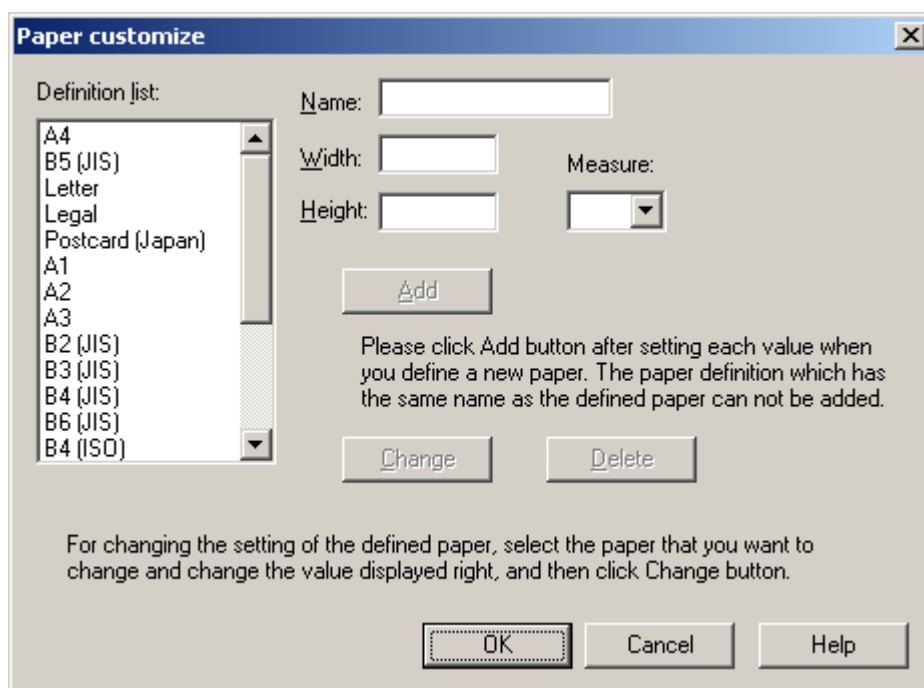 Paper customize
Definition list:
A4
B5 (JIS)
Letter
Legal
Postcard (Japan)
A1
A2
A3
B2 (JIS)
B3 (JIS)
B4 (JIS)
B6 (JIS)
B4 (ISO)
Name:
Width:
Measure:
Height:
Add
Please click Add button after setting each value when
you define a new paper. The paper definition which has
the same name as the defined paper can not be added.
Change
Delete
For changing the setting of the defined paper, select the paper that you want to
change and change the value displayed right, and then click Change button.
OK
Cancel
Help